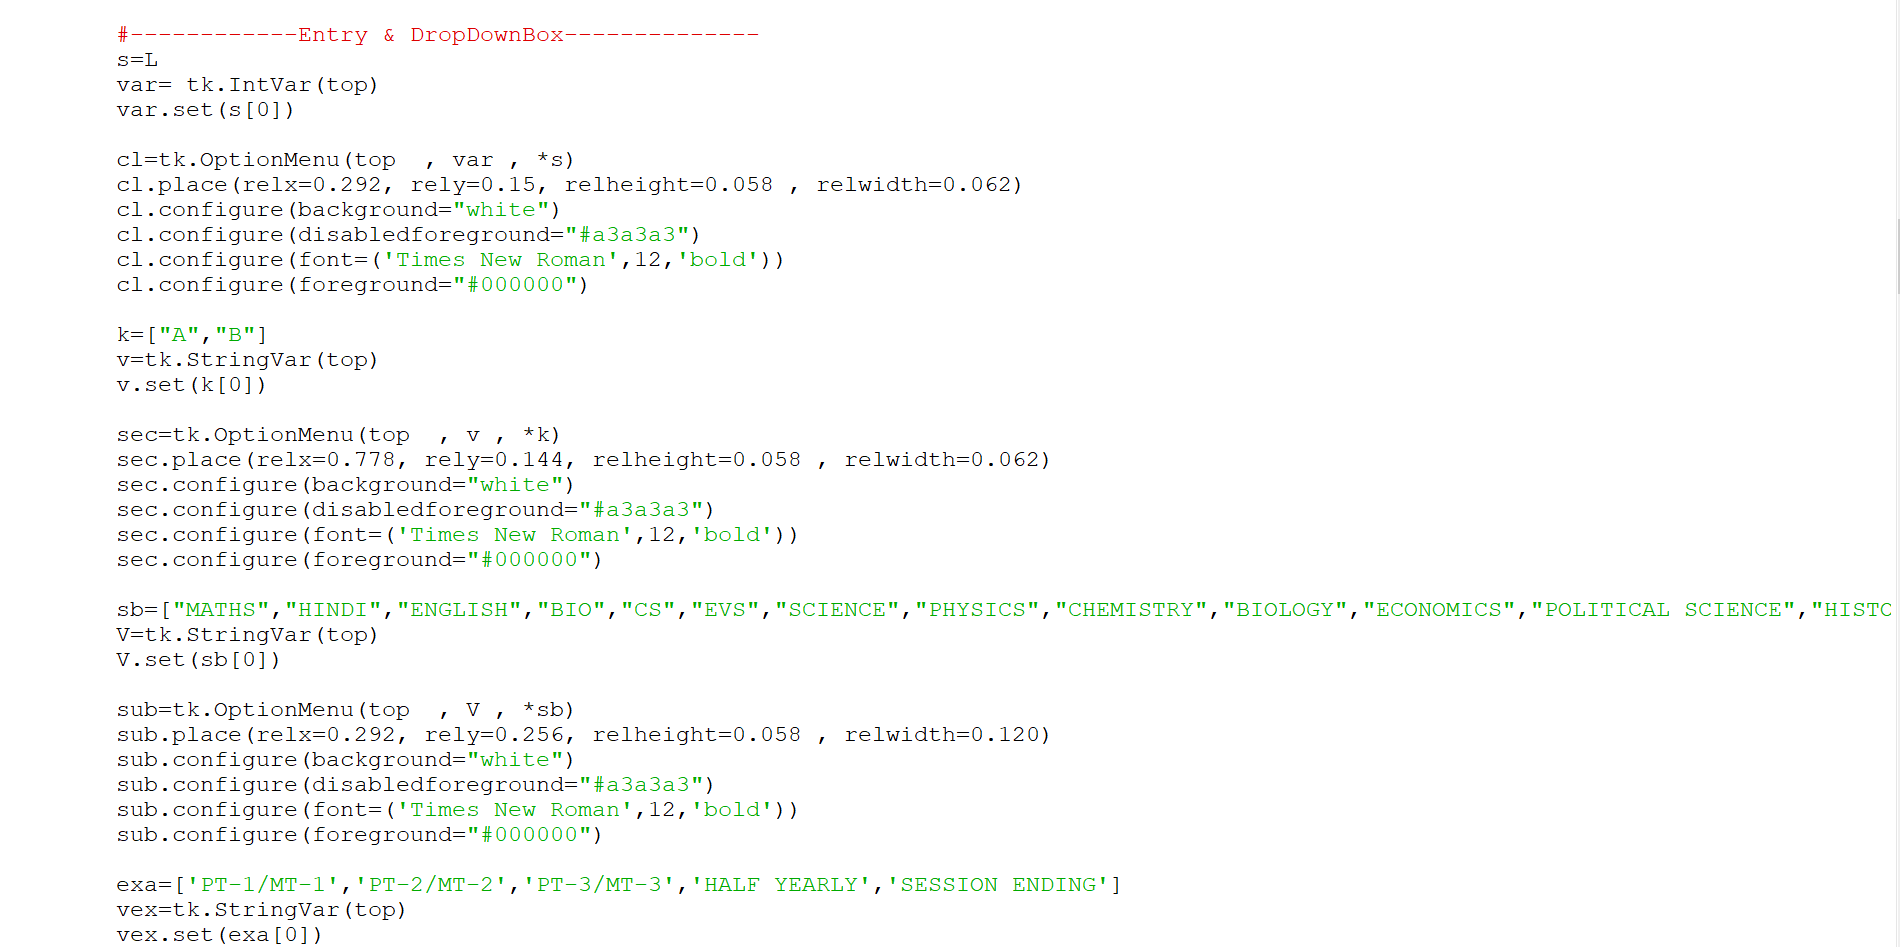 #------------Entry & DropDownBox--------------
s=L
var= tk.IntVar(top)
var.set(s[0])
cl=tk.OptionMenu(top  , var , *s)
cl.place(relx=0.292, rely=0.15, relheight=0.058 , relwidth=0.062)
cl.configure(background="white")
cl.configure(disabledforeground="#a3a3a3")
cl.configure(font=('Times New Roman',12,'bold'))
cl.configure(foreground="#000000")
k=["A","B"]
v=tk.StringVar(top)
v.set(k[0])
sec=tk.OptionMenu(top  , v , *k)
sec.place(relx=0.778, rely=0.144, relheight=0.058 , relwidth=0.062)
sec.configure(background="white")
sec.configure(disabledforeground="#a3a3a3")
sec.configure(font=('Times New Roman',12,'bold'))
sec.configure(foreground="#000000")
sb=["MATHS","HINDI","ENGLISH","BIO","CS","EVS","SCIENCE","PHYSICS","CHEMISTRY","BIOLOGY","ECONOMICS","POLITICAL SCIENCE","HISTO
V=tk.StringVar(top)
V.set(sb[0])
sub=tk.OptionMenu(top  , V , *sb)
sub.place(relx=0.292, rely=0.256, relheight=0.058 , relwidth=0.120)
sub.configure(background="white")
sub.configure(disabledforeground="#a3a3a3")
sub.configure(font=('Times New Roman',12,'bold'))
sub.configure(foreground="#000000")
exa=['PT-1/MT-1','PT-2/MT-2','PT-3/MT-3','HALF YEARLY','SESSION ENDING']
vex=tk.StringVar(top)
vex.set(exa[0])